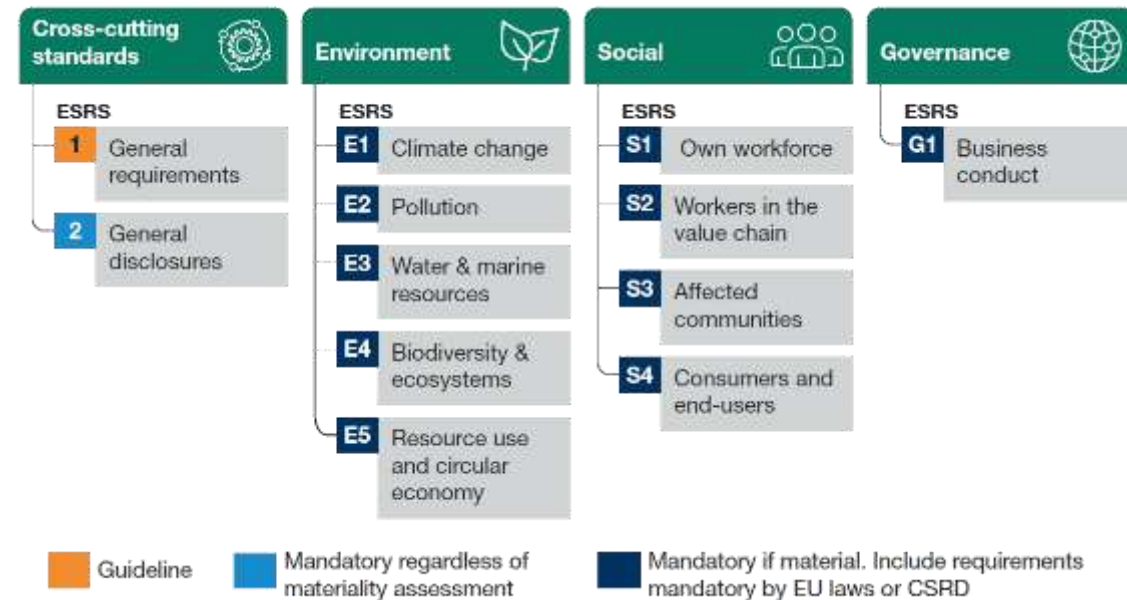 Cross-cutting
standards
ESRS
1
General
requirements
2
General
disclosures
Environment
ESRS
E1
Climate change
E2
Pollution
E3
Water & marine
resources
E4
Biodiversity &
ecosystems
E5
Resource use
and circular
economy
Social
ESRS
S1
Own workforce
S2
Workers in the
value chain
S3
Affected
communities
S4
Consumers and
end-users
Governance
ESRS
G1
Business
conduct
Guideline
Mandatory regardless of
materiality assessment
Mandatory if material. Include requirements
mandatory by EU laws or CSRD